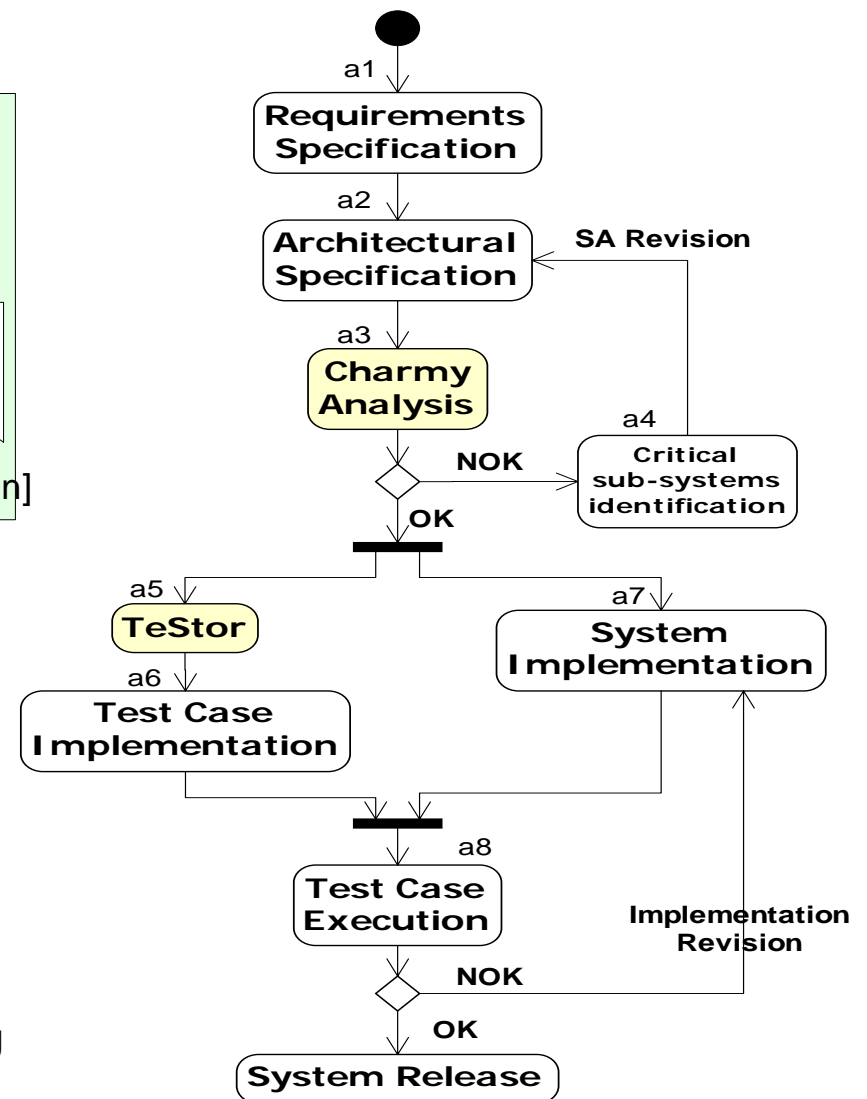 a1
Requirements
Specification
a2
Architectural
Specification
SA Revision
a3
Charmy
Analysis
a4
NOK
Critical
sub-systems
identification
n]
OK
a5
TeStor
a7
System
Implementation
a6
Test Case
Implementation
a8
Test Case
Execution
Implementation
Revision
NOK
OK
System Release